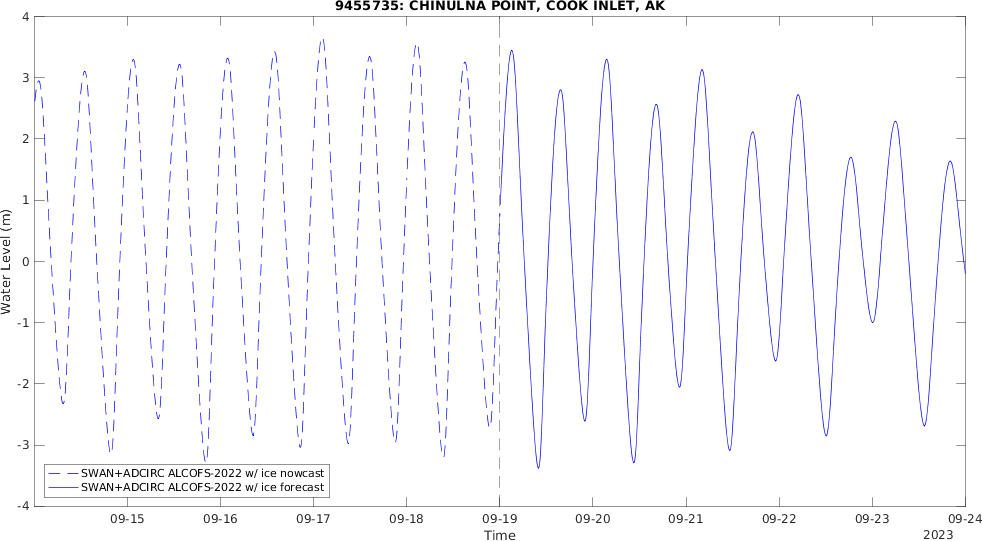 9455735: CHINULNA POINT, COOK INLET, AK
Water Level (m)
4
3
2
1
0
-1
-2
-3
-4
SWAN+ADCIRC ALCOFS-2022 w/ ice nowcast
SWAN+ADCIRC ALCOFS-2022 w/ ice forecast
09-15 09-16 09-17 09-18 09-19 09-20 09-21 09-22 09-23 09-24
Time
2023